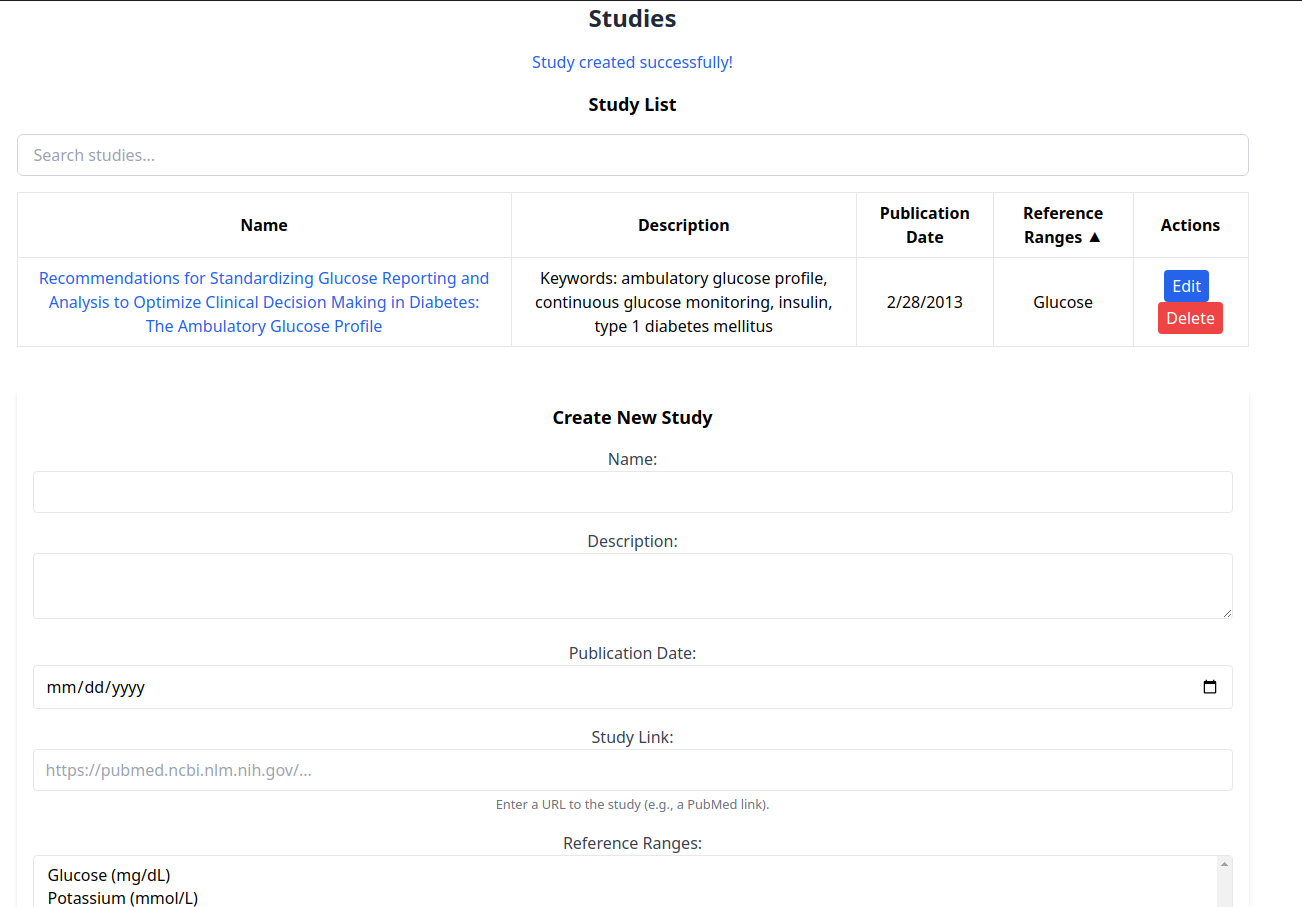 Studies
Study created successfully!
Study List
Search studies...
Name
Description
Publication
Date
Reference
Ranges ▲
Actions
Recommendations for Standardizing Glucose Reporting and
Analysis to Optimize Clinical Decision Making in Diabetes:
The Ambulatory Glucose Profile
Keywords: ambulatory glucose profile,
continuous glucose monitoring, insulin,
type 1 diabetes mellitus
2/28/2013
Glucose
Edit
Delete
Create New Study
Name:
Description:
Publication Date:
mm/dd/yyyy
Study Link:
https://pubmed.ncbi.nlm.nih.gov/...
Enter a URL to the study (e.g., a PubMed link).
Reference Ranges:
Glucose (mg/dL)
Potassium (mmol/L)